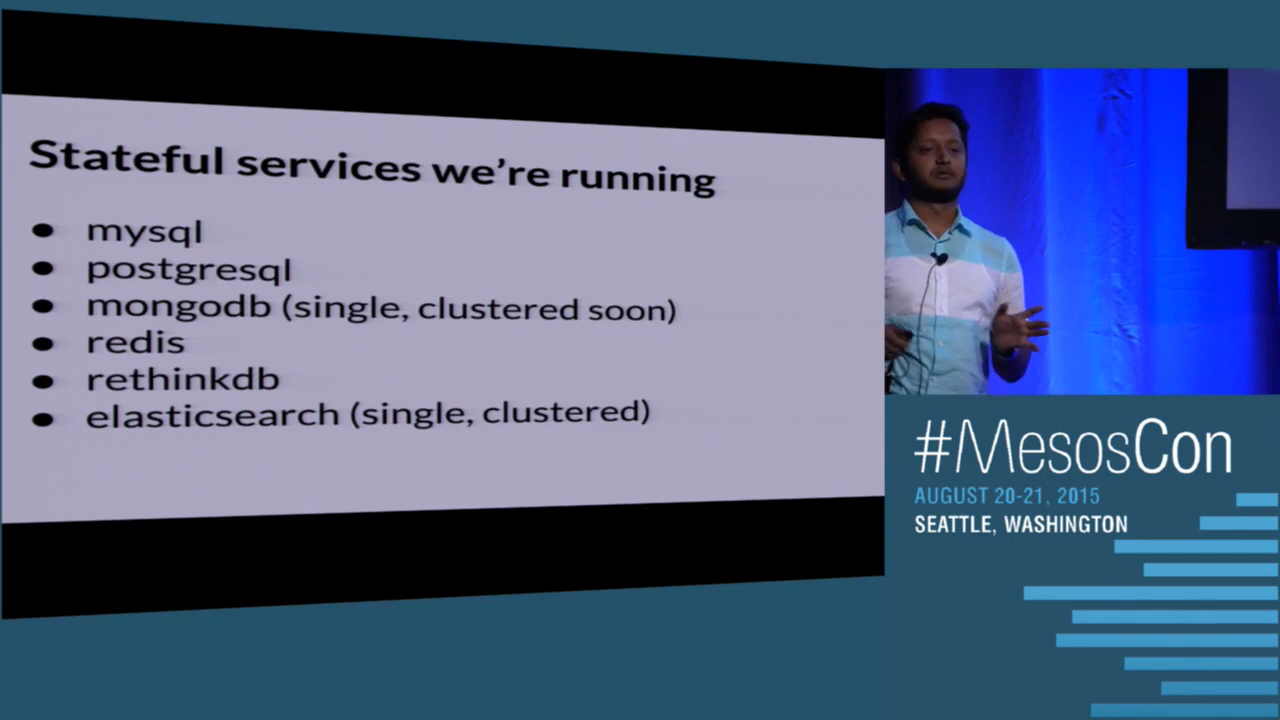 Stateful services we're running
● mysql
● postgresql
● mongodb (single, clustered soon)
● redis
● rethinkdb
● elasticsearch (single, clustered)
#MesosCon
AUGUST 20-21, 2015
SEATTLE, WASHINGTON